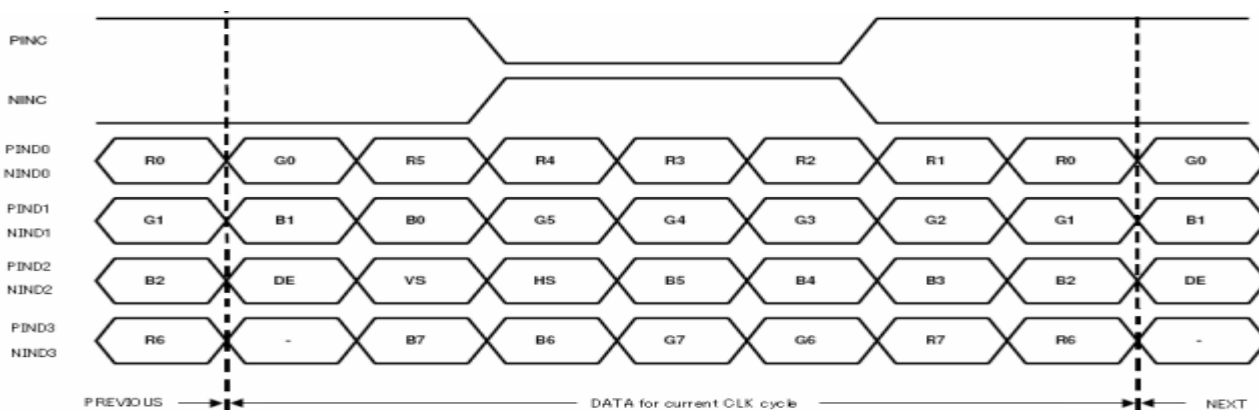 PINC
NINC
PIND0
NIND0
R0 G0 R5 R4 R3 R2 R1 R0 G0
PIND1
NIND1
G1 B1 B0 G5 G4 G3 G2 G1 B1
PIND2
NIND2
B2 DE VS HS B5 B4 B3 B2 DE
PIND3
NIND3
R6 - B7 B6 G7 G6 R7 R6 -
PREVIOUS DATA for current CLK cycle NEXT